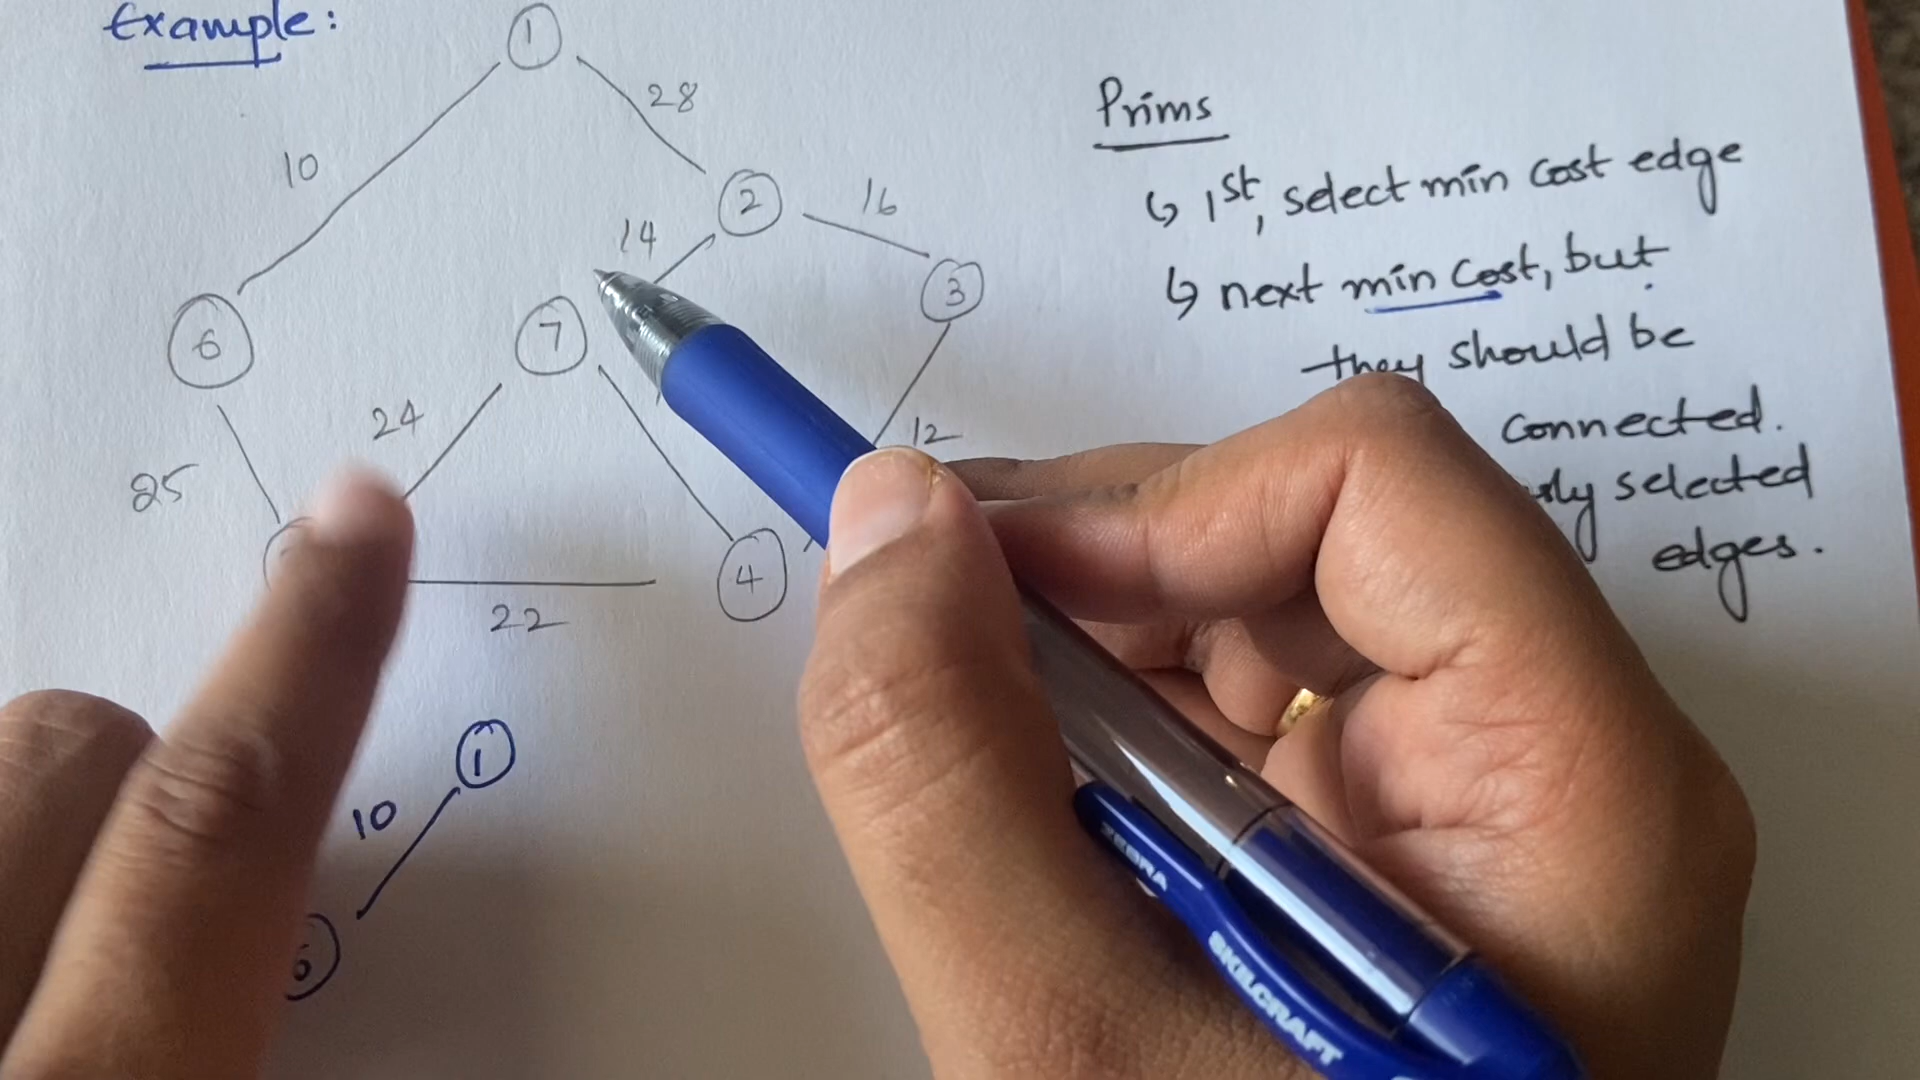 Example:
1
28
10
2
16
14
3
6
7
24
12
25
4
22
1
10
Prims
↳ 1st, select min cost edge
↳ next min cost, but
they should be
connected.
selected
edges.
ZEBRA
SKILCRAFT